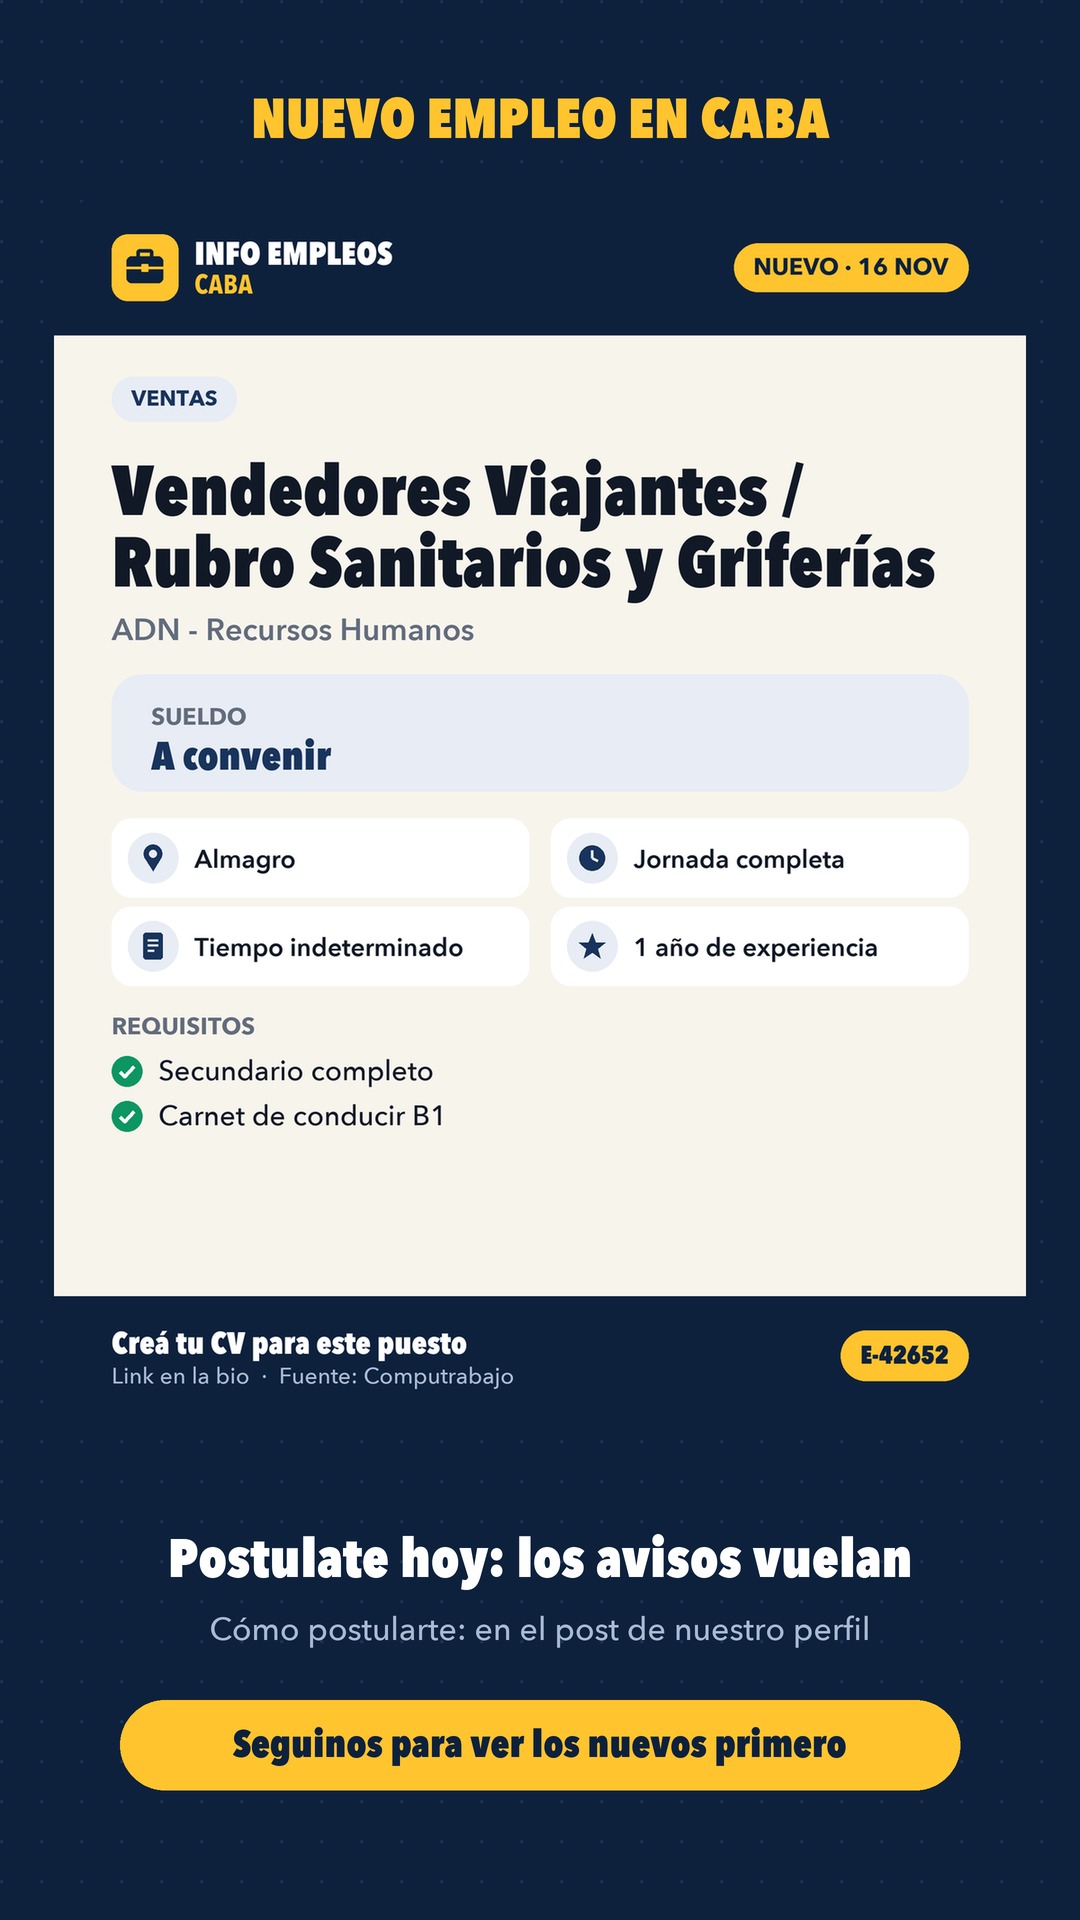 NUEVO EMPLEO EN CABA
INFO EMPLEOS
CABA
NUEVO · 16 NOV
VENTAS
Vendedores Viajantes /
Rubro Sanitarios y Griferías
ADN - Recursos Humanos
SUELDO
A convenir
Almagro
Jornada completa
Tiempo indeterminado
1 año de experiencia
REQUISITOS
Secundario completo
Carnet de conducir B1
Creá tu CV para este puesto
Link en la bio · Fuente: Computrabajo
E-42652
Postulate hoy: los avisos vuelan
Cómo postularte: en el post de nuestro perfil
Seguinos para ver los nuevos primero